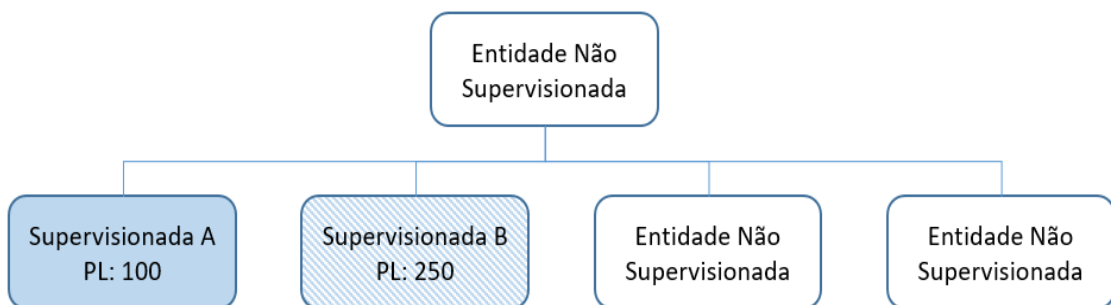 Entidade Não
Supervisionada
Supervisionada A
PL: 100
Supervisionada B
PL: 250
Entidade Não
Supervisionada
Entidade Não
Supervisionada